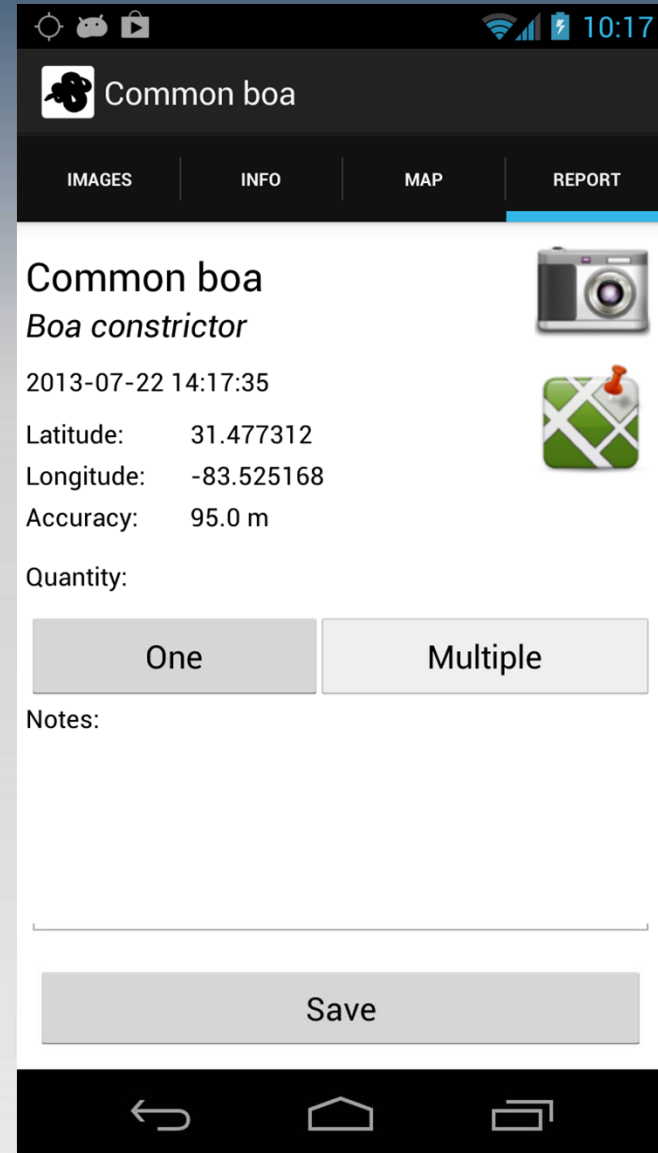 10:17
Common boa
IMAGES INFO MAP REPORT
Common boa
Boa constrictor
2013-07-22 14:17:35
Latitude: 31.477312
Longitude: -83.525168
Accuracy: 95.0 m
Quantity:
One Multiple
Notes:
Save